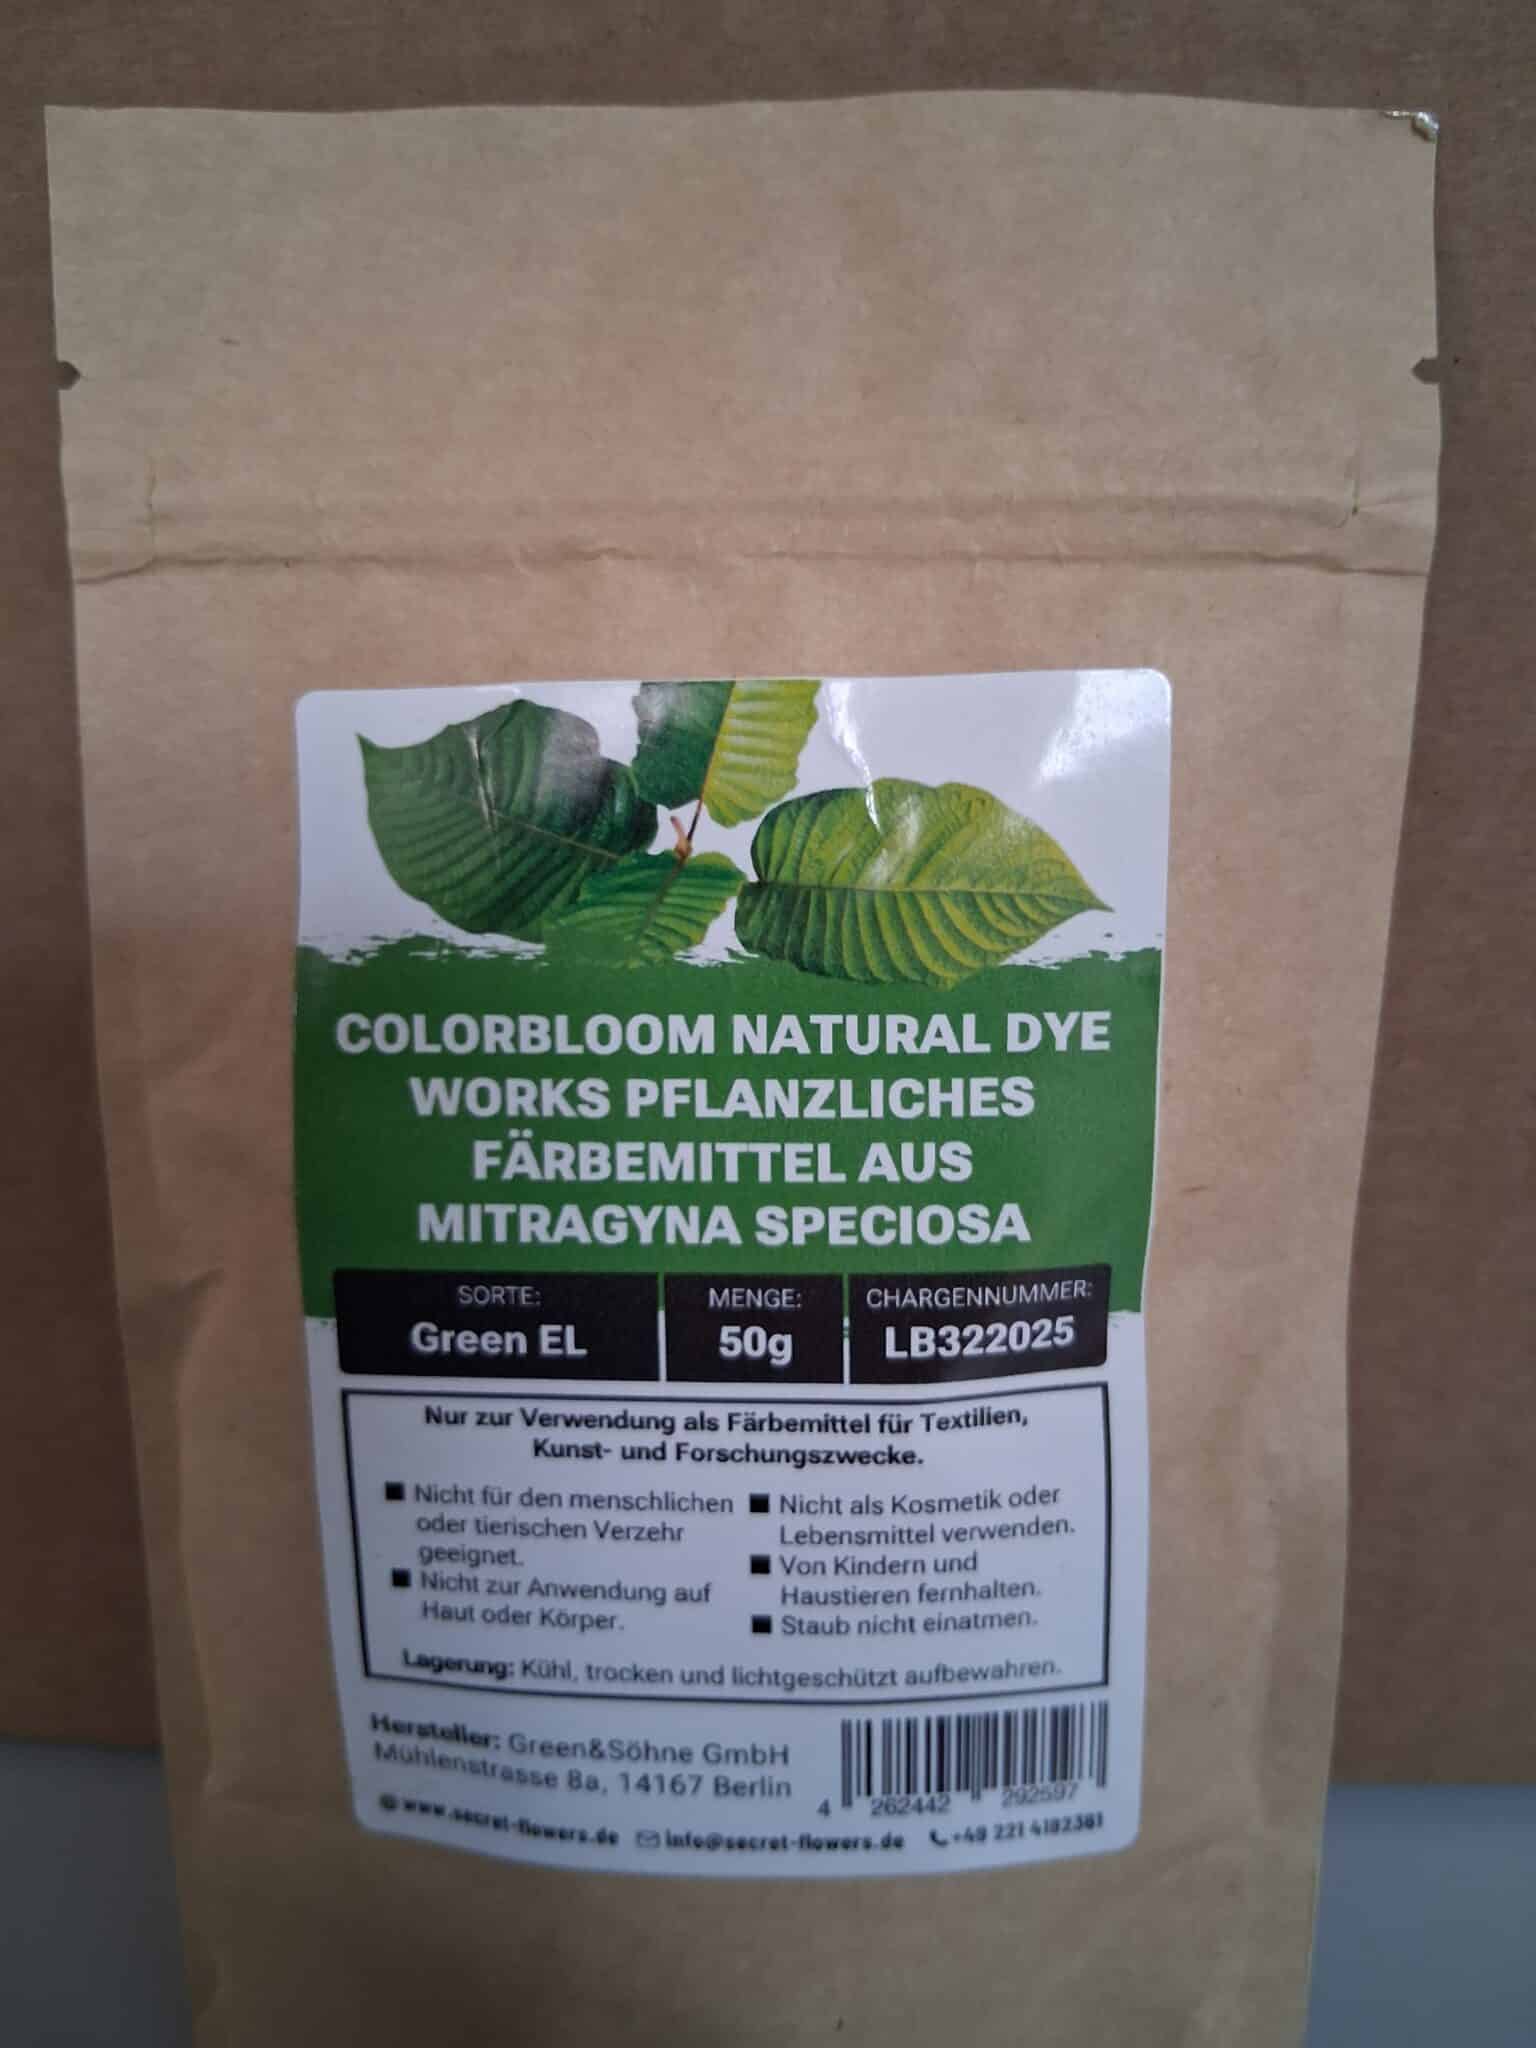 COLORBLOOM NATURAL DYE
WORKS PFLANZLICHES
FÄRBEMITTEL AUS
MITRAGYNA SPECIOSA
SORTE:
Green EL
MENGE:
50g
CHARGENNUMMER:
LB322025
Nur zur Verwendung als Färbemittel für Textilien,
Kunst- und Forschungszwecke.
Nicht für den menschlichen
oder tierischen Verzehr
geeignet.
Nicht zur Anwendung auf
Haut oder Körper.
Nicht als Kosmetik oder
Lebensmittel verwenden.
Von Kindern und
Haustieren fernhalten.
Staub nicht einatmen.
Lagerung: Kühl, trocken und lichtgeschützt aufbewahren.
Hersteller: Green&Söhne GmbH
Mühlenstrasse 8a, 14167 Berlin
4 262442 292597
www.secret-flowers.de info@secret-flowers.de +49 221 4182361